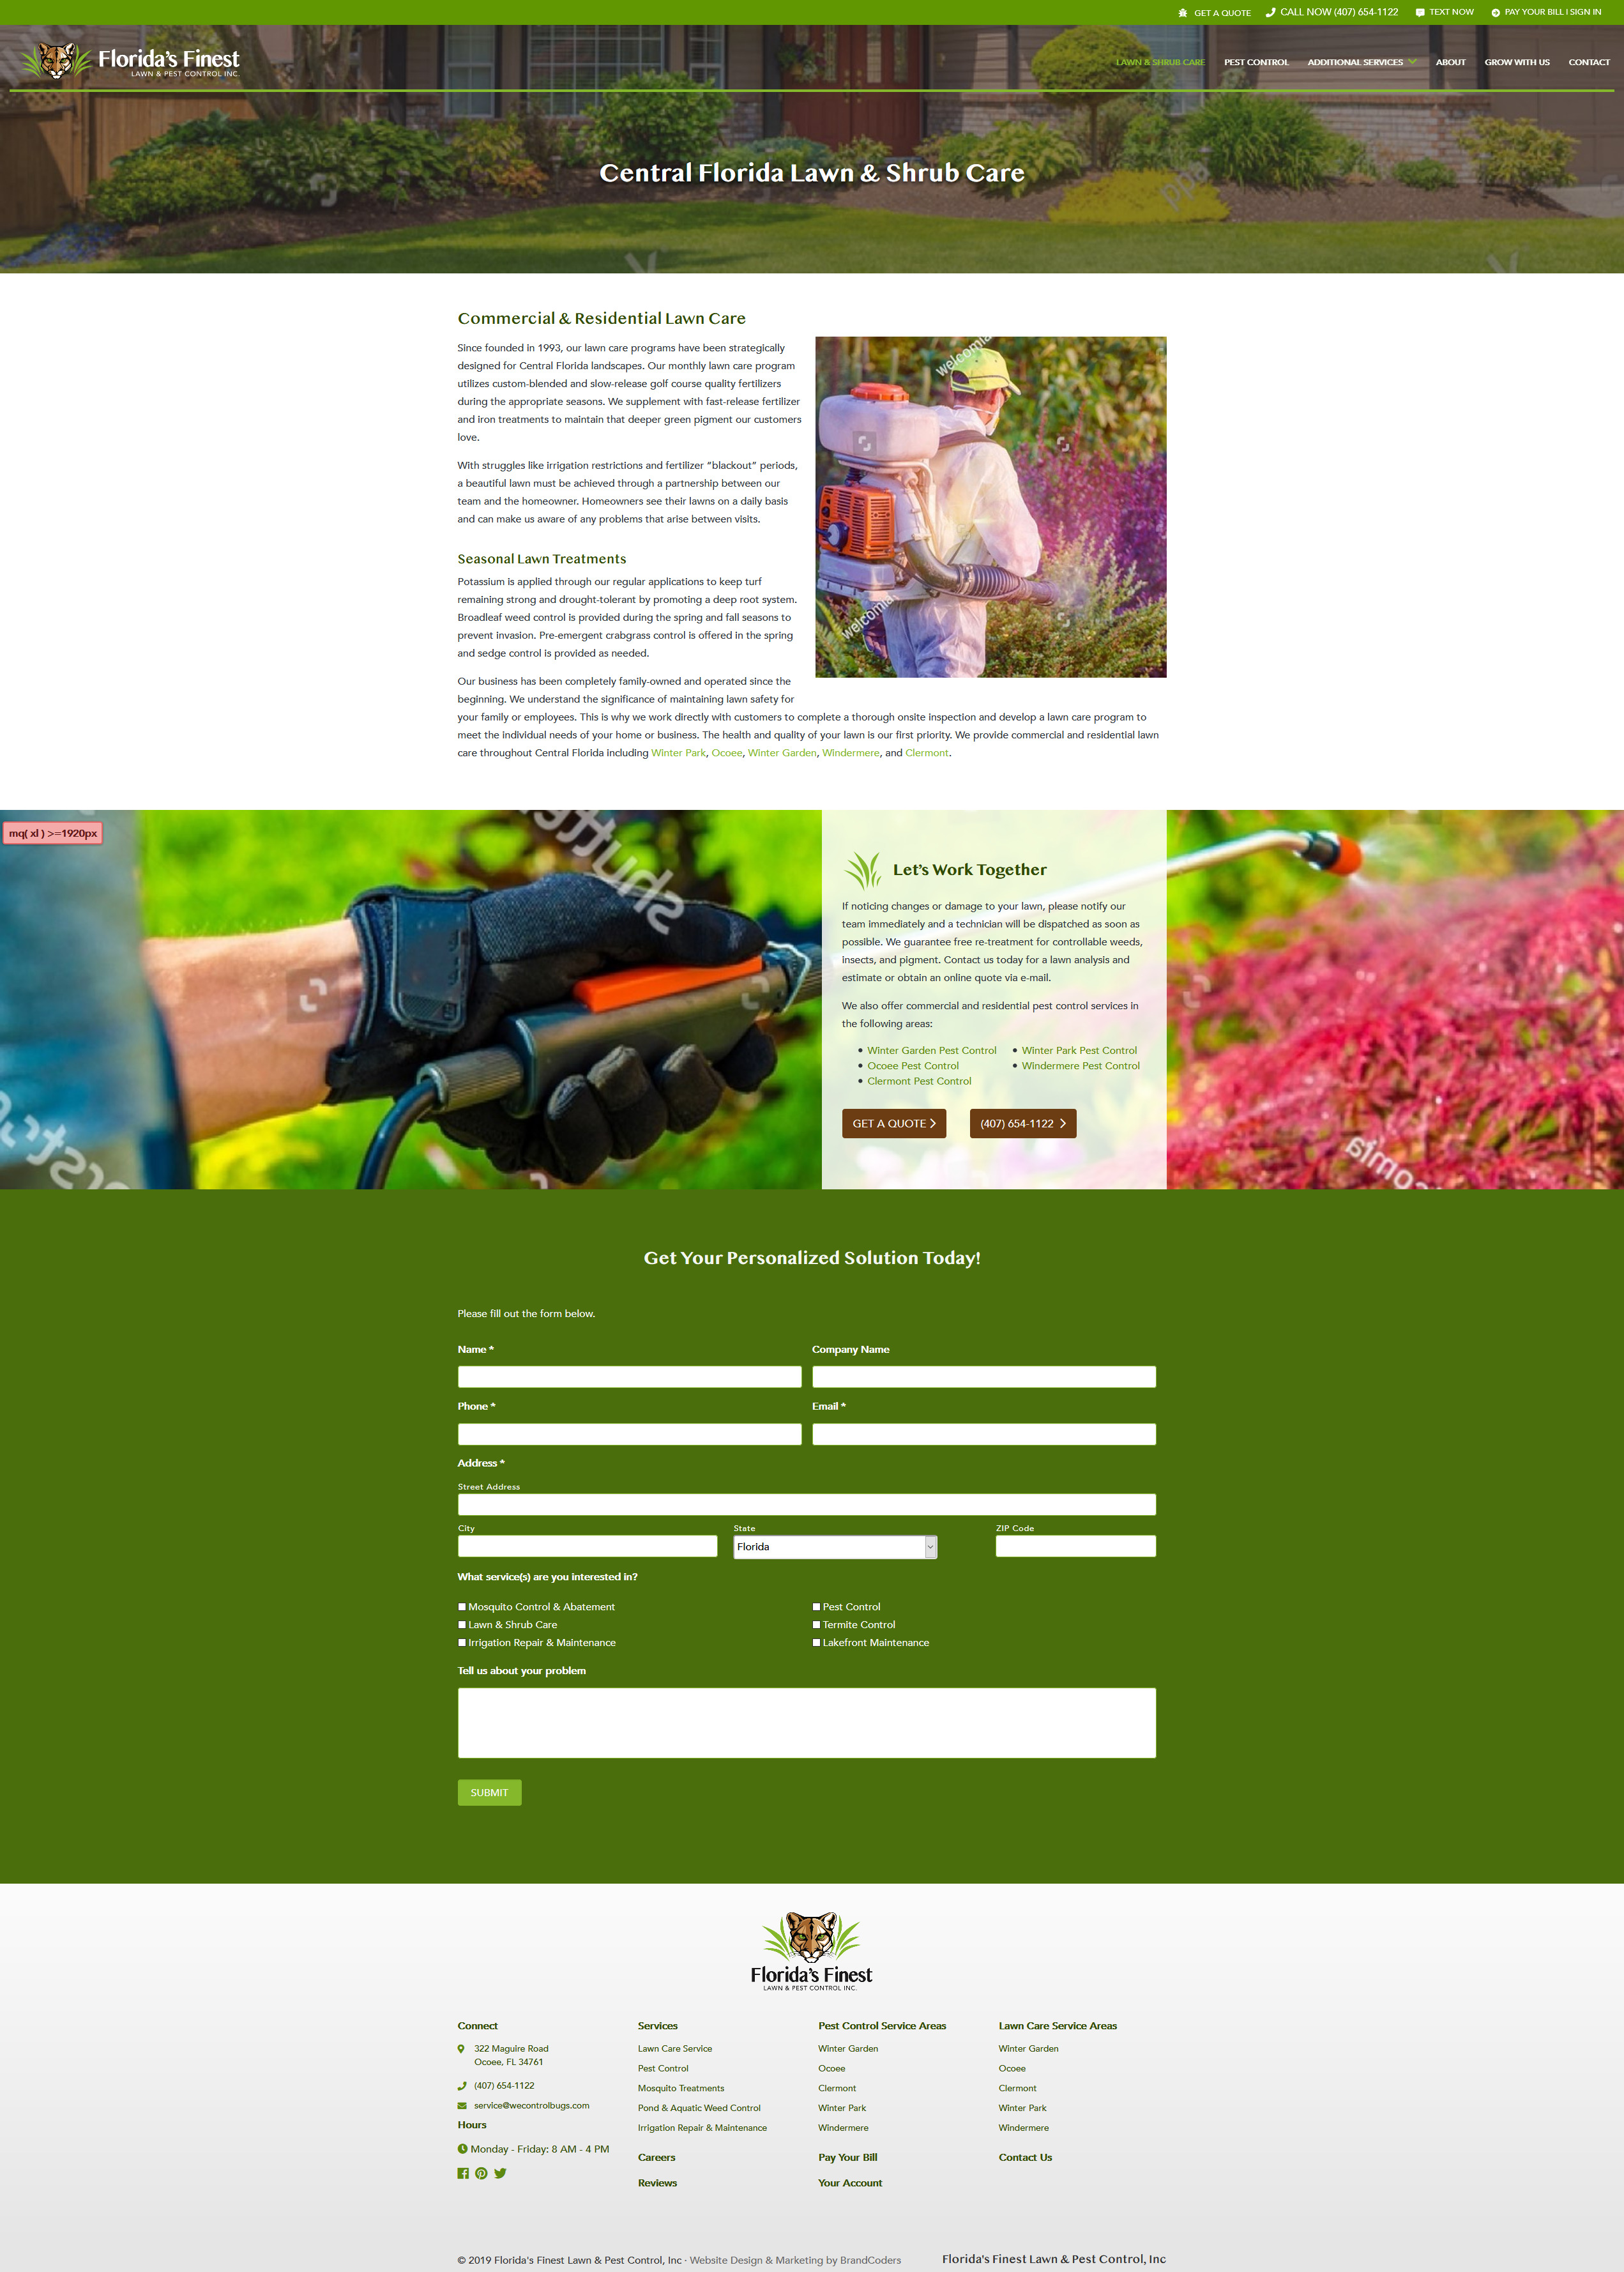 GET A QUOTE CALL NOW (407) 654-1122 TEXT NOW PAY YOUR BILL | SIGN IN
Florida's Finest
LAWN & PEST CONTROL INC.
LAWN & SHRUB CARE PEST CONTROL ADDITIONAL SERVICES ABOUT GROW WITH US CONTACT
Central Florida Lawn & Shrub Care
Commercial & Residential Lawn Care
Since founded in 1993, our lawn care programs have been strategically
designed for Central Florida landscapes. Our monthly lawn care program
utilizes custom-blended and slow-release golf course quality fertilizers
during the appropriate seasons. We supplement with fast-release fertilizer
and iron treatments to maintain that deeper green pigment our customers
love.
With struggles like irrigation restrictions and fertilizer “blackout” periods,
a beautiful lawn must be achieved through a partnership between our
team and the homeowner. Homeowners see their lawns on a daily basis
and can make us aware of any problems that arise between visits.
Seasonal Lawn Treatments
Potassium is applied through our regular applications to keep turf
remaining strong and drought-tolerant by promoting a deep root system.
Broadleaf weed control is provided during the spring and fall seasons to
prevent invasion. Pre-emergent crabgrass control is offered in the spring
and sedge control is provided as needed.
Our business has been completely family-owned and operated since the
beginning. We understand the significance of maintaining lawn safety for
your family or employees. This is why we work directly with customers to complete a thorough onsite inspection and develop a lawn care program to
meet the individual needs of your home or business. The health and quality of your lawn is our first priority. We provide commercial and residential lawn
care throughout Central Florida including Winter Park, Ocoee, Winter Garden, Windermere, and Clermont.
mq( xl ) >=1920px
Let’s Work Together
If noticing changes or damage to your lawn, please notify our
team immediately and a technician will be dispatched as soon as
possible. We guarantee free re-treatment for controllable weeds,
insects, and pigment. Contact us today for a lawn analysis and
estimate or obtain an online quote via e-mail.
We also offer commercial and residential pest control services in
the following areas:
• Winter Garden Pest Control • Winter Park Pest Control
• Ocoee Pest Control • Windermere Pest Control
• Clermont Pest Control
GET A QUOTE (407) 654-1122
Get Your Personalized Solution Today!
Please fill out the form below.
Name * Company Name
Phone * Email *
Address *
Street Address
City State ZIP Code
Florida
What service(s) are you interested in?
Mosquito Control & Abatement Pest Control
Lawn & Shrub Care Termite Control
Irrigation Repair & Maintenance Lakefront Maintenance
Tell us about your problem
SUBMIT
Florida's Finest
LAWN & PEST CONTROL INC.
Connect Services Pest Control Service Areas Lawn Care Service Areas
322 Maguire Road Lawn Care Service Winter Garden Winter Garden
Ocoee, FL 34761 Pest Control Ocoee Ocoee
(407) 654-1122 Mosquito Treatments Clermont Clermont
service@wecontrolbugs.com Pond & Aquatic Weed Control Winter Park Winter Park
Hours Irrigation Repair & Maintenance Windermere Windermere
Monday - Friday: 8 AM - 4 PM Careers Pay Your Bill Contact Us
Reviews Your Account
© 2019 Florida's Finest Lawn & Pest Control, Inc · Website Design & Marketing by BrandCoders Florida's Finest Lawn & Pest Control, Inc